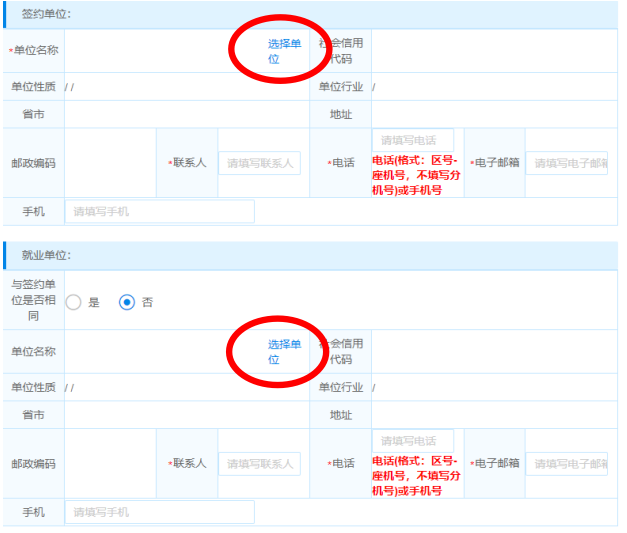 签约单位:
*单位名称 选择单位 社会信用代码
单位性质 / / 单位行业 /
省市 地址
邮政编码 *联系人 请填写联系人 *电话 请填写电话 电话(格式：区号-座机号，不填写分机号)或手机号 *电子邮箱 请填写电子邮箱
手机 请填写手机
就业单位:
与签约单位是否相同 是 否
单位名称 选择单位 社会信用代码
单位性质 / / 单位行业 /
省市 地址
邮政编码 *联系人 请填写联系人 *电话 请填写电话 电话(格式：区号-座机号，不填写分机号)或手机号 *电子邮箱 请填写电子邮箱
手机 请填写手机